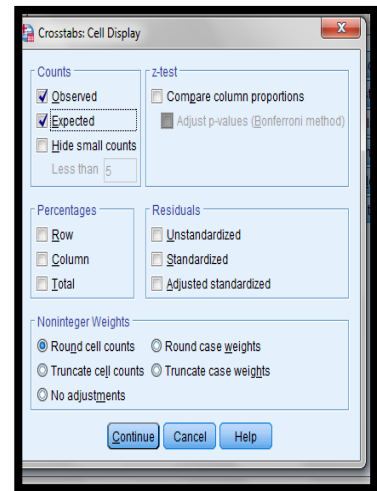 Crosstabs: Cell Display
X
Counts
Observed
Expected
Hide small counts
Less than 5
z-test
Compare column proportions
Adjust p-values (Bonferroni method)
Percentages
Row
Column
Total
Residuals
Unstandardized
Standardized
Adjusted standardized
Noninteger Weights
Round cell counts Round case weights
Truncate cell counts Truncate case weights
No adjustments
Continue Cancel Help